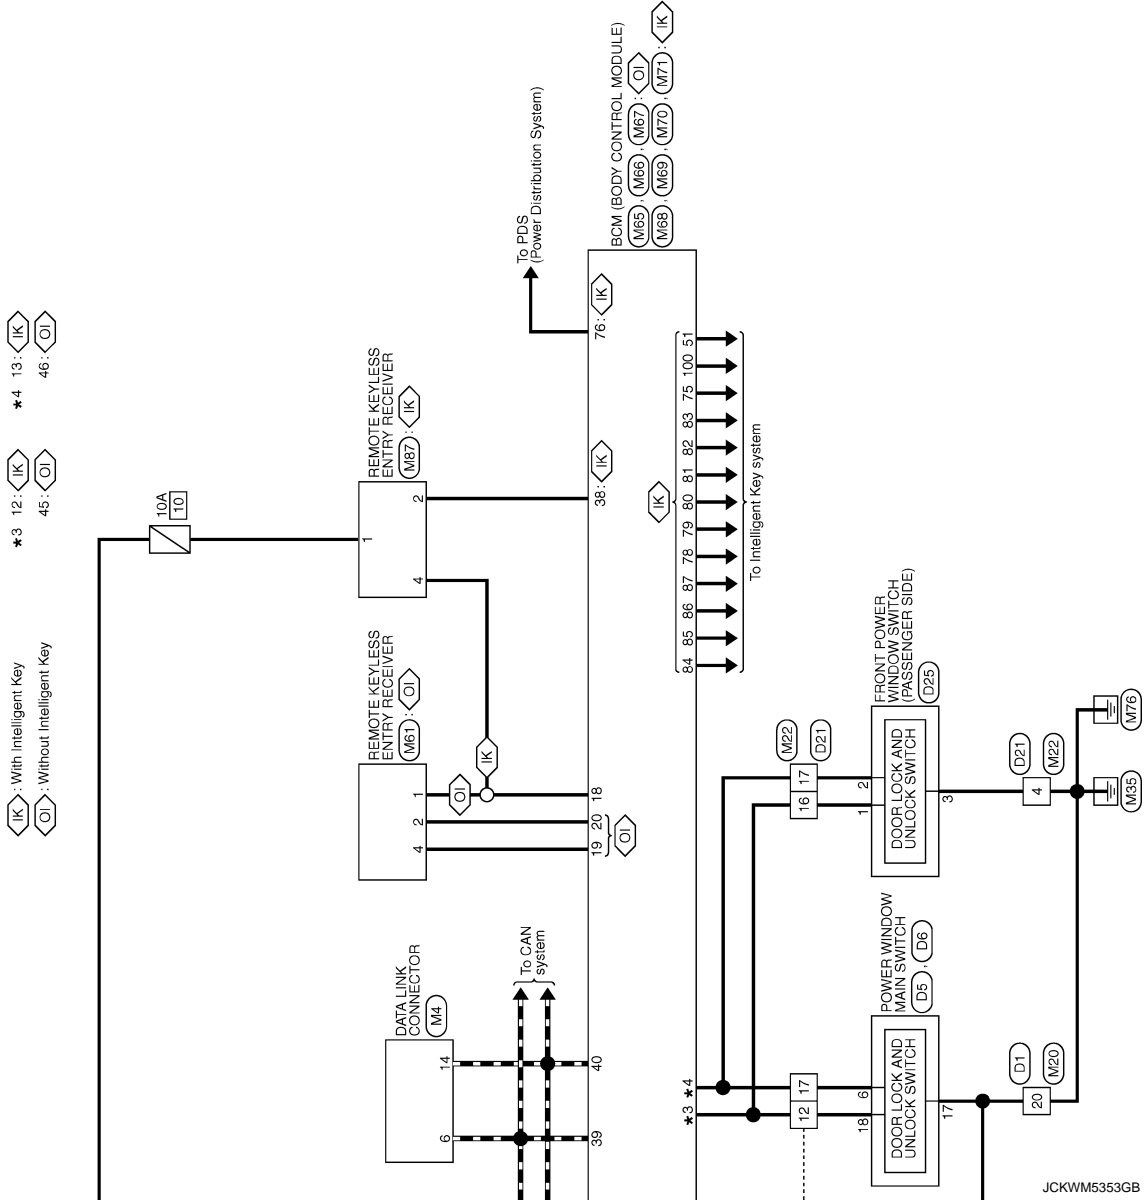 IK : With Intelligent Key
OI : Without Intelligent Key
★3 12 : IK
45 : OI
★4 13 : IK
46 : OI
10A
10
REMOTE KEYLESS
ENTRY RECEIVER
M87 : IK
1
2
4
REMOTE KEYLESS
ENTRY RECEIVER
M61 : OI
1
2
4
OI
IK
DATA LINK
CONNECTOR
M4
14
6
To CAN
system
To PDS
(Power Distribution System)
BCM (BODY CONTROL MODULE)
M65 , M66 , M67 : OI
M68 , M69 , M70 , M71 : IK
39
40
19
20
OI
18
38 : IK
76 : IK
IK
84
85
86
87
78
79
80
81
82
83
75
100
51
To Intelligent Key system
★3
★4
12
17
18
6
POWER WINDOW
MAIN SWITCH
D5 , D6
DOOR LOCK AND
UNLOCK SWITCH
17
D1
20
M20
M22
D21
16
17
1
2
FRONT POWER
WINDOW SWITCH
(PASSENGER SIDE)
D25
DOOR LOCK AND
UNLOCK SWITCH
3
D21
4
M22
M35
M76
JCKWM5353GB